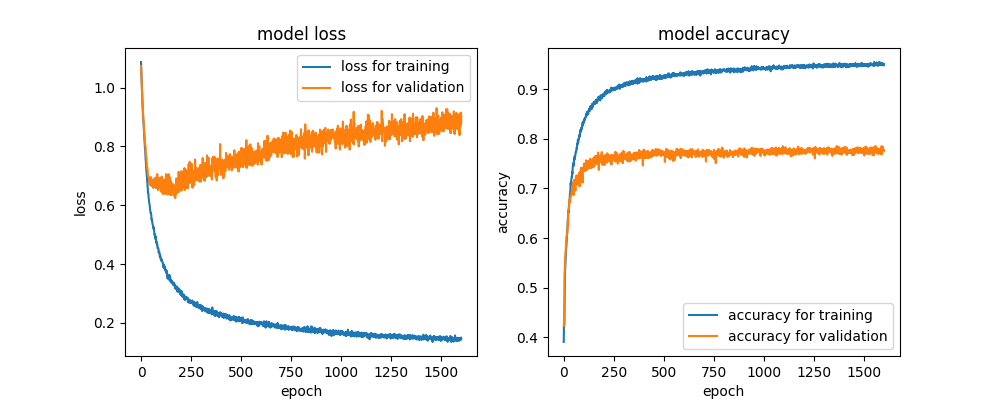 model loss
loss for training
loss for validation
1.0
0.8
0.6
0.4
0.2
loss
0
250
500
750
1000
1250
1500
epoch
model accuracy
0.9
0.8
0.7
0.6
0.5
0.4
accuracy
accuracy for training
accuracy for validation
0
250
500
750
1000
1250
1500
epoch